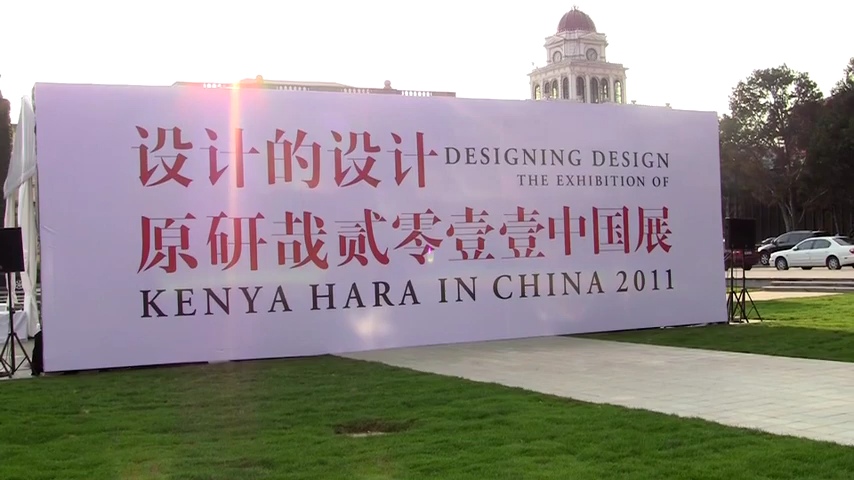 设计的设计 DESIGNING DESIGN
THE EXHIBITION OF
原研哉贰零壹壹中国展
KENYA HARA IN CHINA 2011